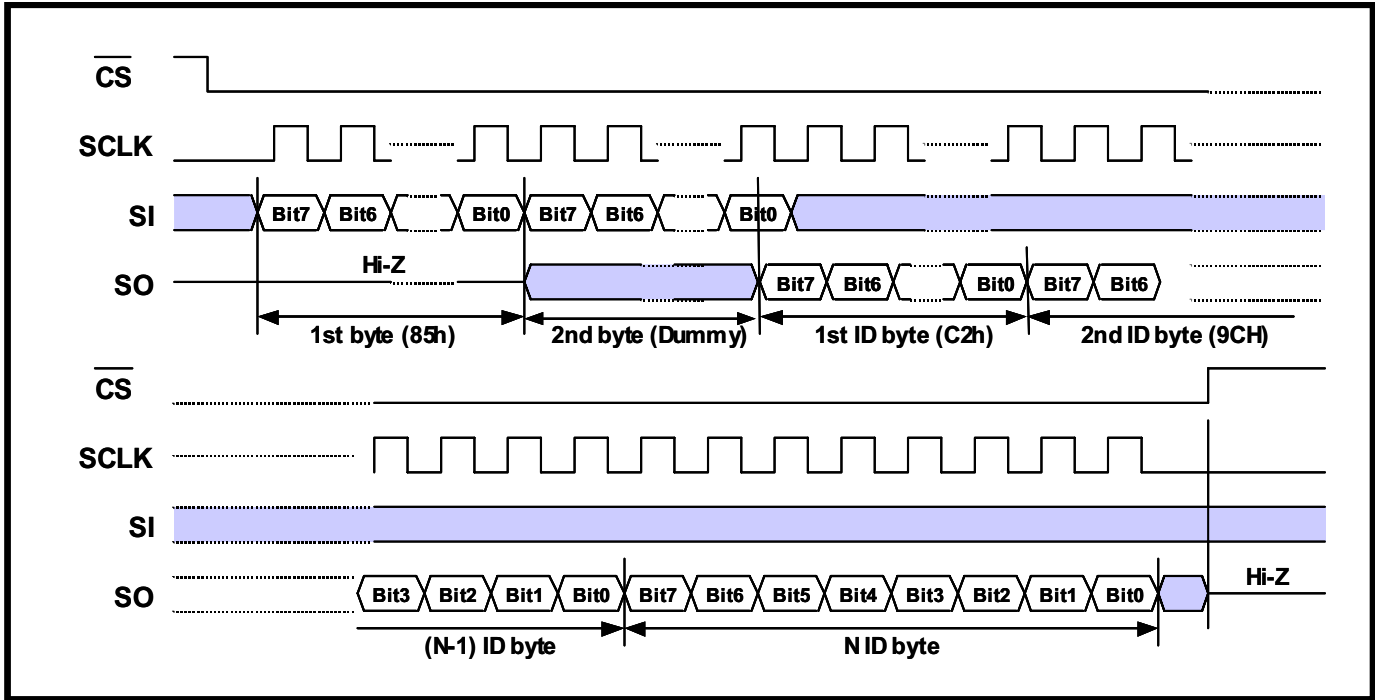 CS
SCLK
SI Bit7 Bit6 Bit0 Bit7 Bit6 Bit0
Hi-Z
SO Bit7 Bit6 Bit0 Bit7 Bit6
1st byte (85h) 2nd byte (Dummy) 1st ID byte (C2h) 2nd ID byte (9CH)
CS
SCLK
SI
SO Bit3 Bit2 Bit1 Bit0 Bit7 Bit6 Bit5 Bit4 Bit3 Bit2 Bit1 Bit0 Hi-Z
(N-1) ID byte N ID byte